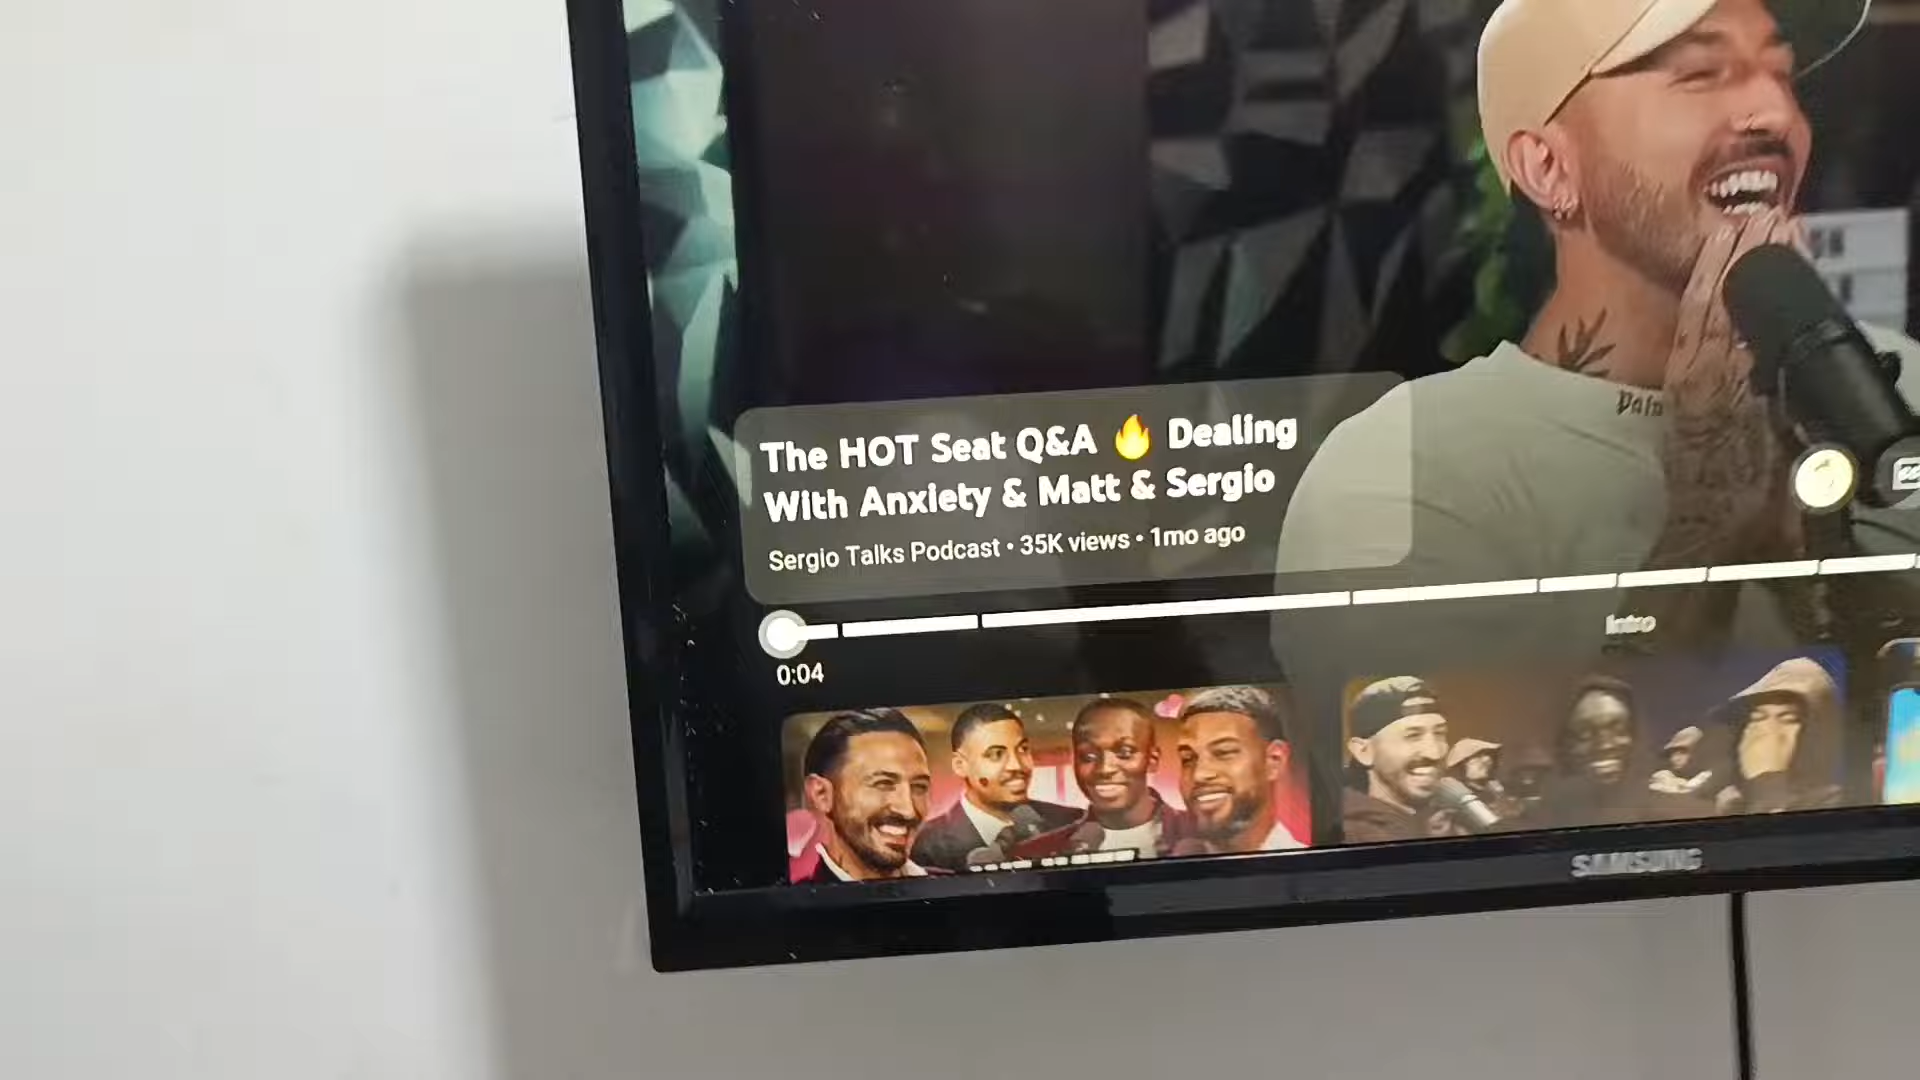 The HOT Seat Q&A 🔥 Dealing
With Anxiety & Matt & Sergio
Sergio Talks Podcast • 35K views • 1mo ago
Intro
0:04
SAMSUNG